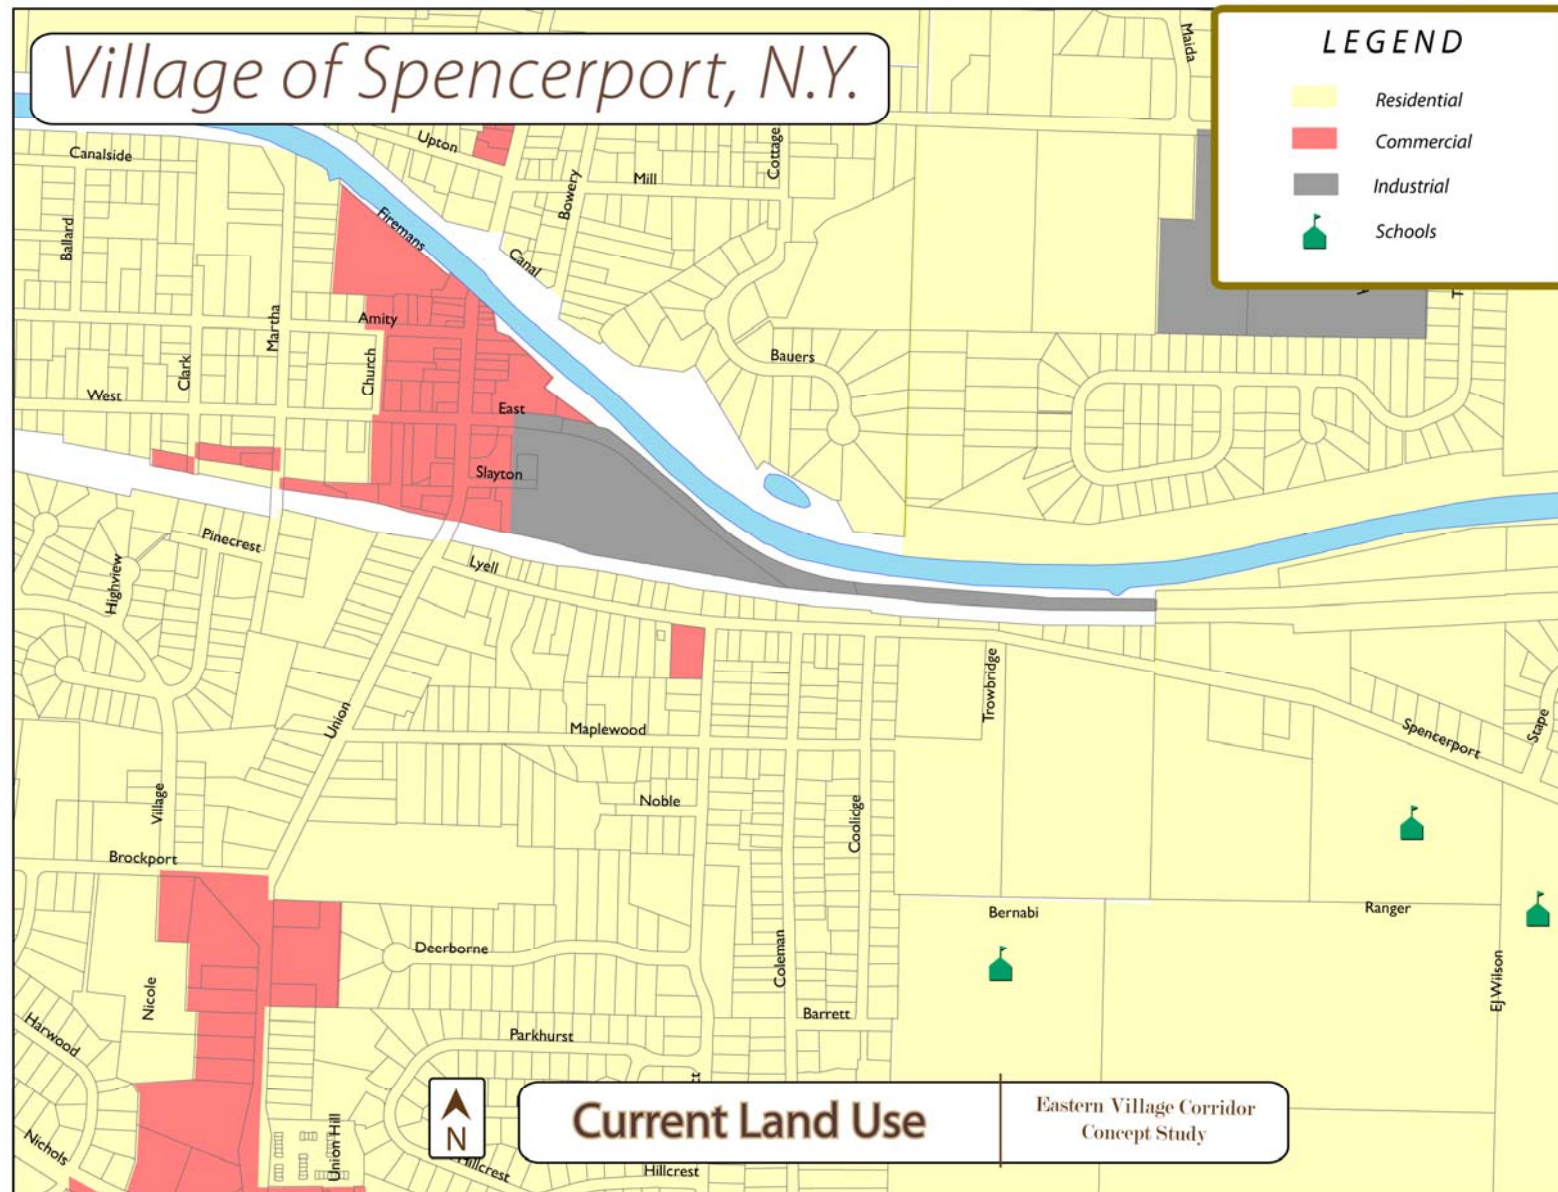 Village of Spencerport, N.Y.
LEGEND
Residential
Commercial
Industrial
Schools
Maida
Upton
Canalside
Cottage
Mill
Bowery
Ballard
Firemans
Canal
Martha
Amity
Bauers
Church
Clark
West
East
Slayton
Pinecrest
Lyell
Highview
Trowbridge
Union
Maplewood
Spencerport
Stape
Village
Noble
Coolidge
Brockport
Bernabi
Ranger
Deerborne
Coleman
EJ Wilson
Nicole
Barrett
Harwood
Parkhurst
tt
Union Hill
Nichols
Hillcrest
Hillcrest
N
Current Land Use
Eastern Village Corridor
Concept Study